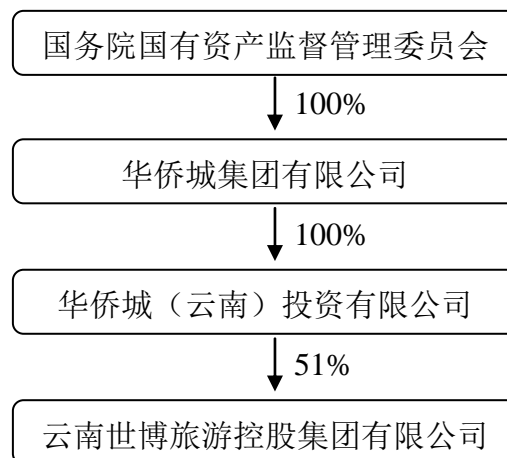 国务院国有资产监督管理委员会
100%
华侨城集团有限公司
100%
华侨城（云南）投资有限公司
51%
云南世博旅游控股集团有限公司